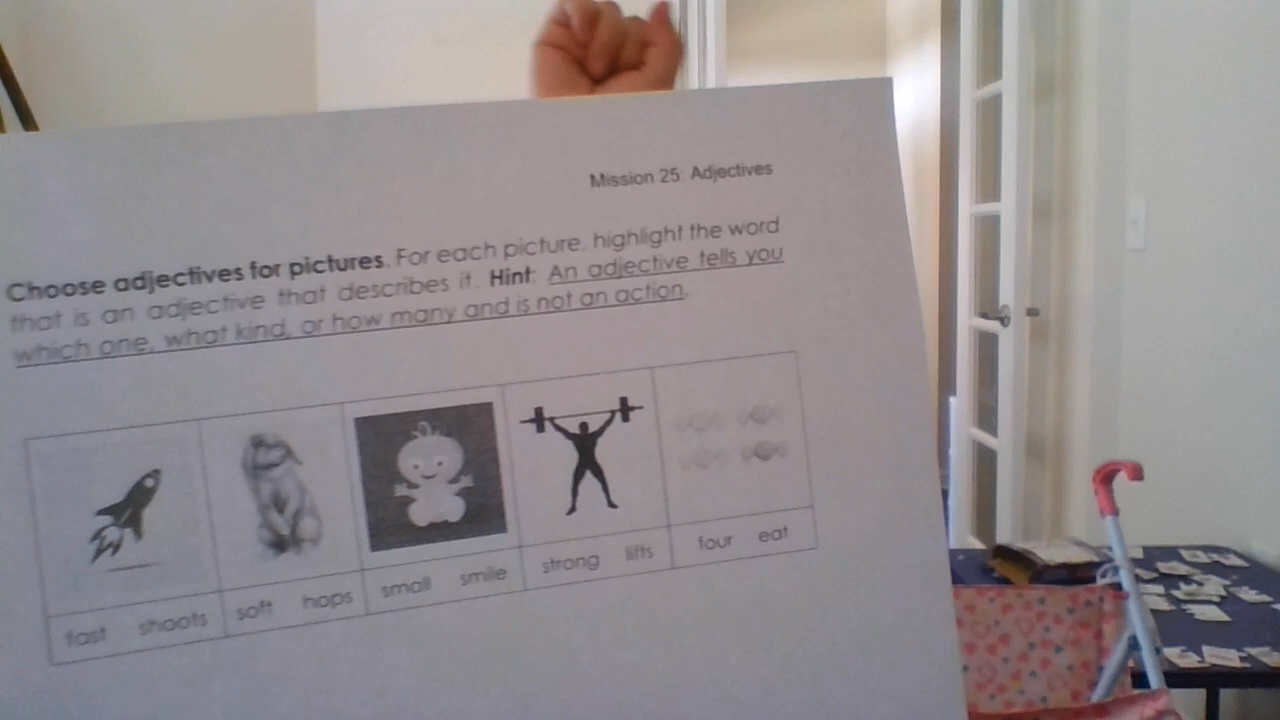 Mission 25: Adjectives
Choose adjectives for pictures. For each picture, highlight the word
that is an adjective that describes it. Hint: An adjective tells you
which one, what kind, or how many and is not an action.
fast shoots soft hops small smile strong lifts four eat